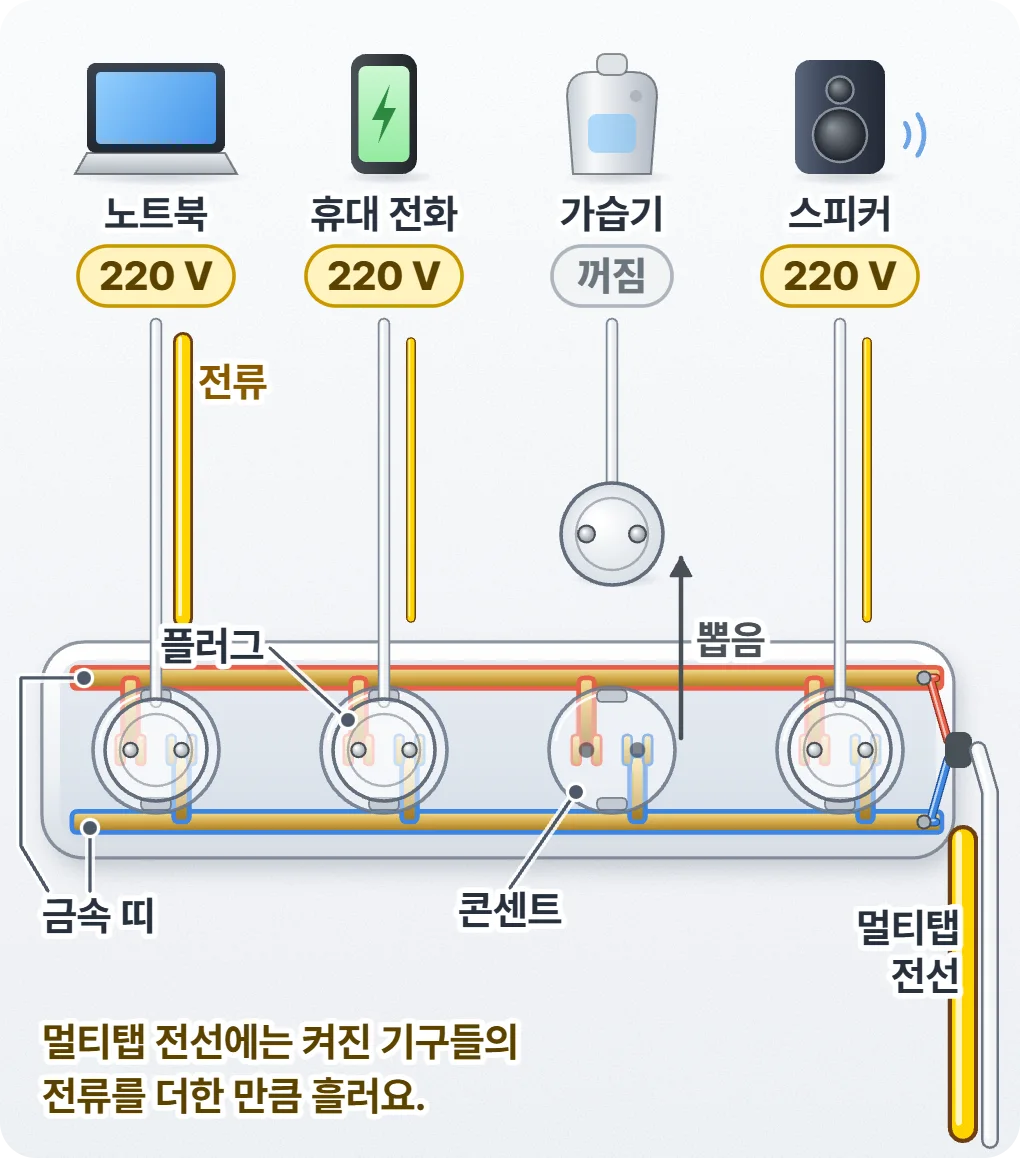 노트북
휴대 전화
가습기
스피커
220 V
220 V
꺼짐
220 V
전류
플러그
뽑음
금속 띠
콘센트
멀티탭
전선
멀티탭 전선에는 켜진 기구들의
전류를 더한 만큼 흘러요.